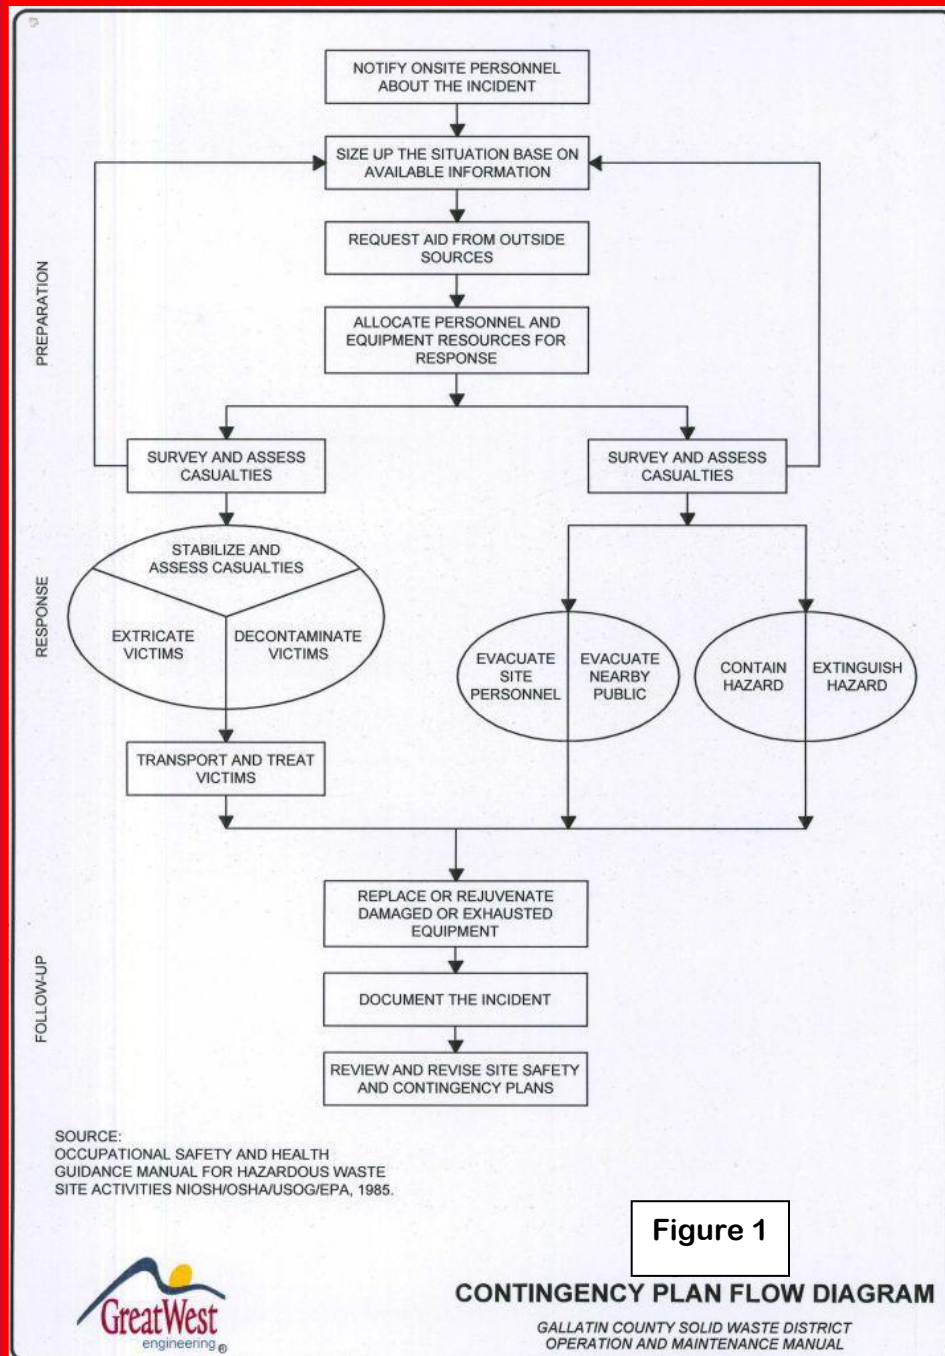 NOTIFY ONSITE PERSONNEL
ABOUT THE INCIDENT
SIZE UP THE SITUATION BASE ON
AVAILABLE INFORMATION
REQUEST AID FROM OUTSIDE
SOURCES
ALLOCATE PERSONNEL AND
EQUIPMENT RESOURCES FOR
RESPONSE
PREPARATION
SURVEY AND ASSESS
CASUALTIES
SURVEY AND ASSESS
CASUALTIES
RESPONSE
STABILIZE AND
ASSESS CASUALTIES
EXTRICATE
VICTIMS
DECONTAMINATE
VICTIMS
EVACUATE
SITE
PERSONNEL
EVACUATE
NEARBY
PUBLIC
CONTAIN
HAZARD
EXTINGUISH
HAZARD
TRANSPORT AND TREAT
VICTIMS
FOLLOW-UP
REPLACE OR REJUVENATE
DAMAGED OR EXHAUSTED
EQUIPMENT
DOCUMENT THE INCIDENT
REVIEW AND REVISE SITE SAFETY
AND CONTINGENCY PLANS
SOURCE:
OCCUPATIONAL SAFETY AND HEALTH
GUIDANCE MANUAL FOR HAZARDOUS WASTE
SITE ACTIVITIES NIOSH/OSHA/USOG/EPA, 1985.
Figure 1
GreatWest
engineering ®
CONTINGENCY PLAN FLOW DIAGRAM
GALLATIN COUNTY SOLID WASTE DISTRICT
OPERATION AND MAINTENANCE MANUAL